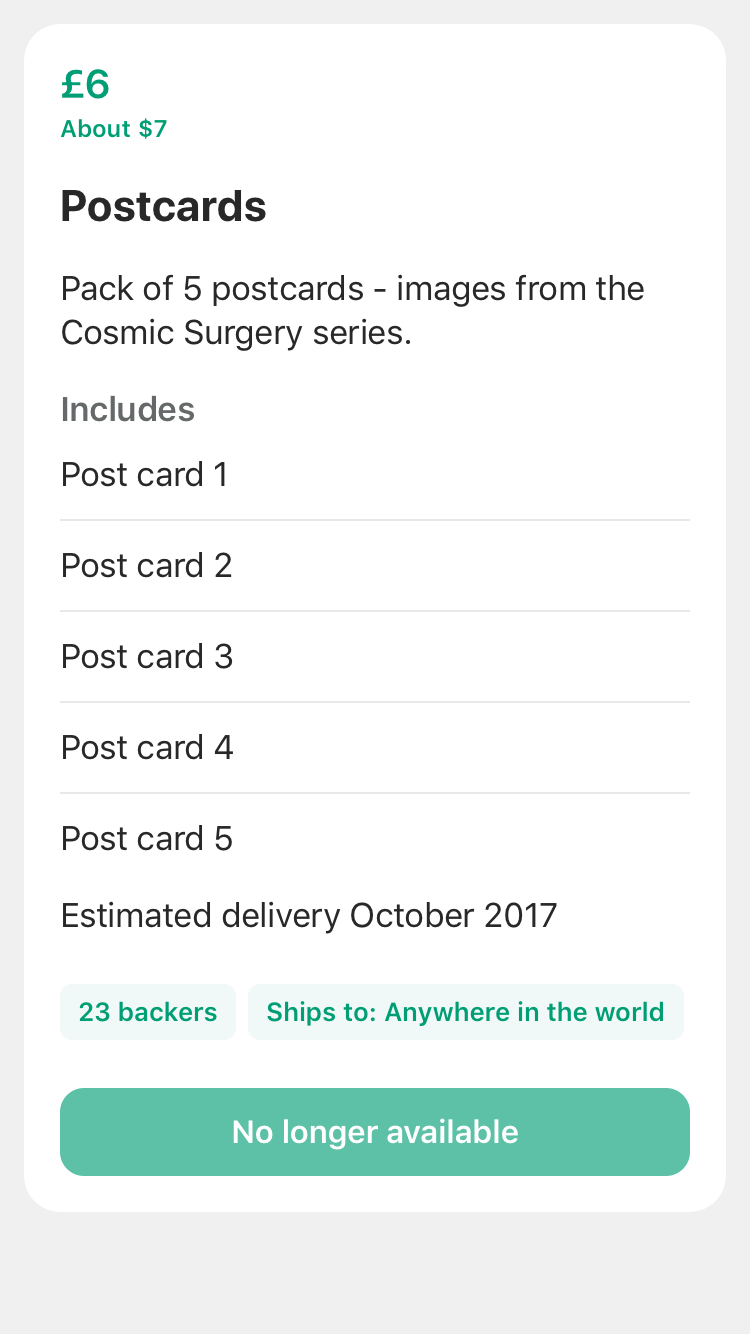 £6
About $7
Postcards
Pack of 5 postcards - images from the
Cosmic Surgery series.
Includes
Post card 1
Post card 2
Post card 3
Post card 4
Post card 5
Estimated delivery October 2017
23 backers
Ships to: Anywhere in the world
No longer available